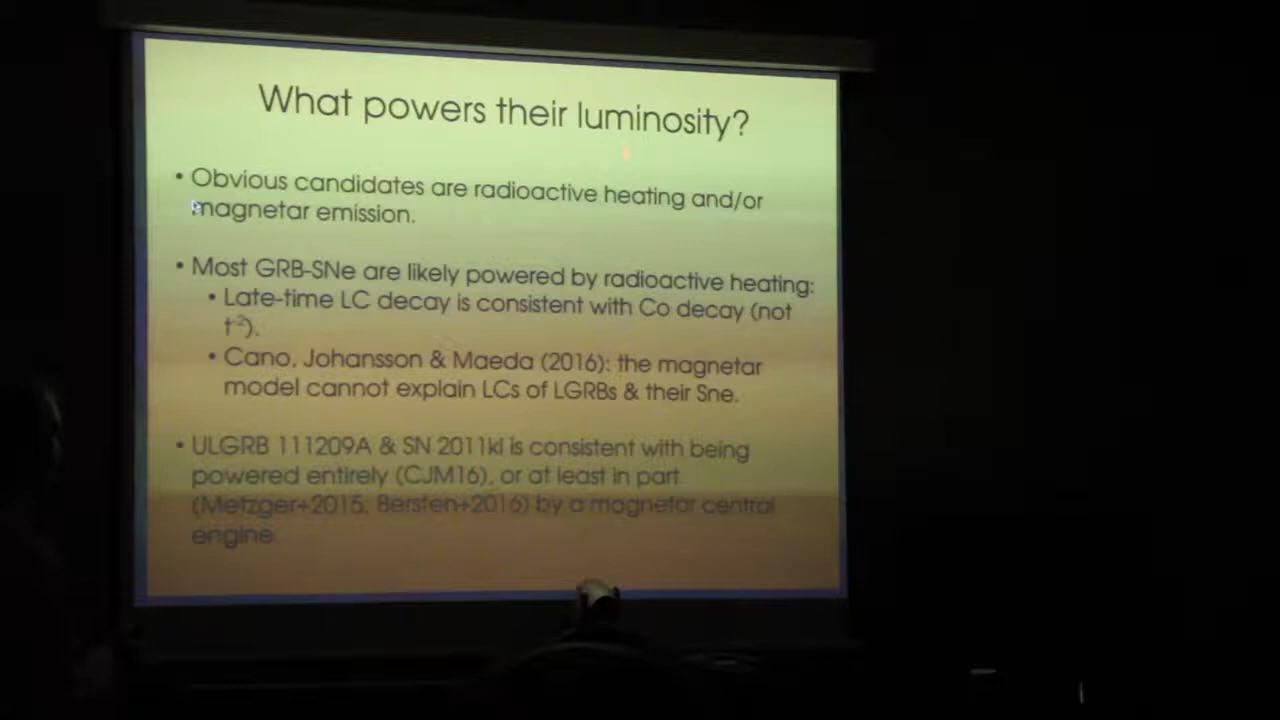 What powers their luminosity?
• Obvious candidates are radioactive heating and/or
magnetar emission.
• Most GRB-SNe are likely powered by radioactive heating:
• Late-time LC decay is consistent with Co decay (not
t⁻²).
• Cano, Johansson & Maeda (2016): the magnetar
model cannot explain LCs of LGRBs & their Sne.
• ULGRB 111209A & SN 2011kl is consistent with being
powered entirely (CJM16), or at least in part
(Metzger+2015; Bersten+2016) by a magnetar central
engine